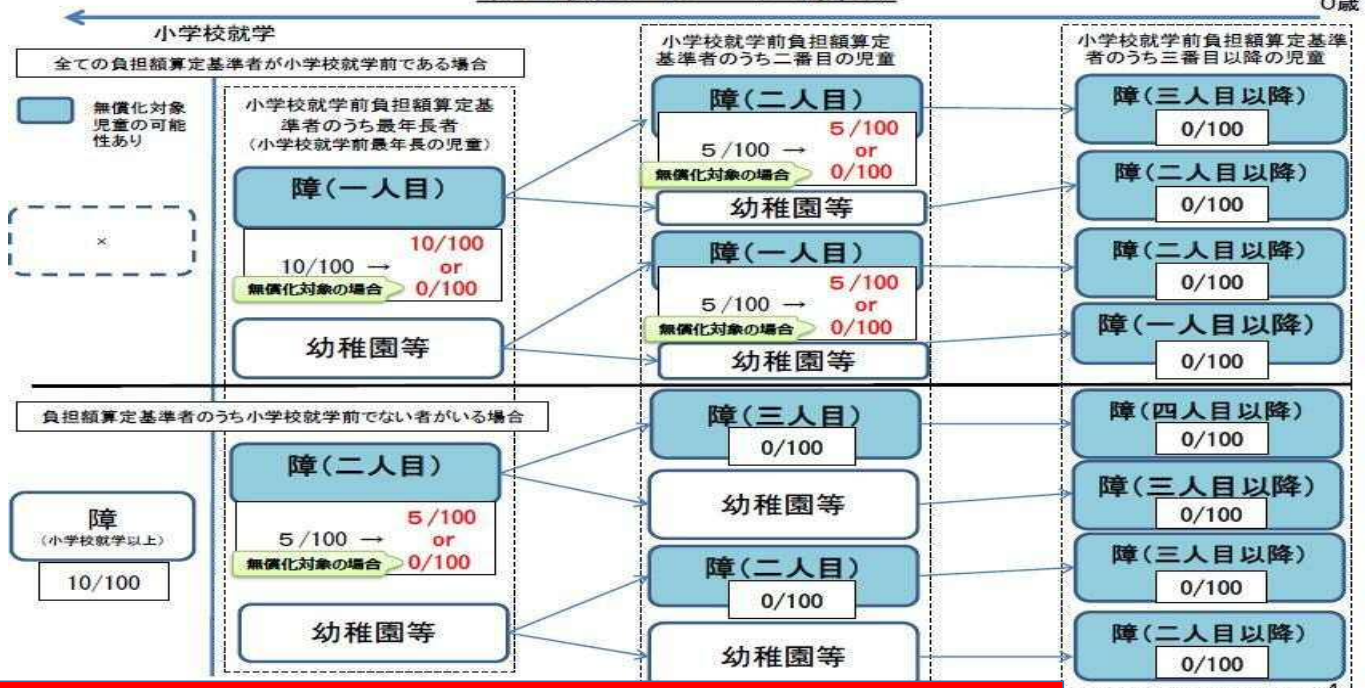 0歳
小学校就学
全ての負担額算定基準者が小学校就学前である場合
無償化対象
児童の可能
性あり
×
小学校就学前負担額算定基
準者のうち最年長者
（小学校就学前最年長の児童）
障（一人目）
10/100 →
10/100
or
0/100
無償化対象の場合
幼稚園等
小学校就学前負担額算定
基準者のうち二番目の児童
障（二人目）
5/100 →
5/100
or
0/100
無償化対象の場合
幼稚園等
障（一人目）
5/100 →
5/100
or
0/100
無償化対象の場合
幼稚園等
小学校就学前負担額算定基準
者のうち三番目以降の児童
障（三人目以降）
0/100
障（二人目以降）
0/100
障（二人目以降）
0/100
障（一人目以降）
0/100
負担額算定基準者のうち小学校就学前でない者がいる場合
障
（小学校就学以上）
10/100
障（二人目）
5/100 →
5/100
or
0/100
無償化対象の場合
幼稚園等
障（三人目）
0/100
幼稚園等
障（二人目）
0/100
幼稚園等
障（四人目以降）
0/100
障（三人目以降）
0/100
障（三人目以降）
0/100
障（二人目以降）
0/100